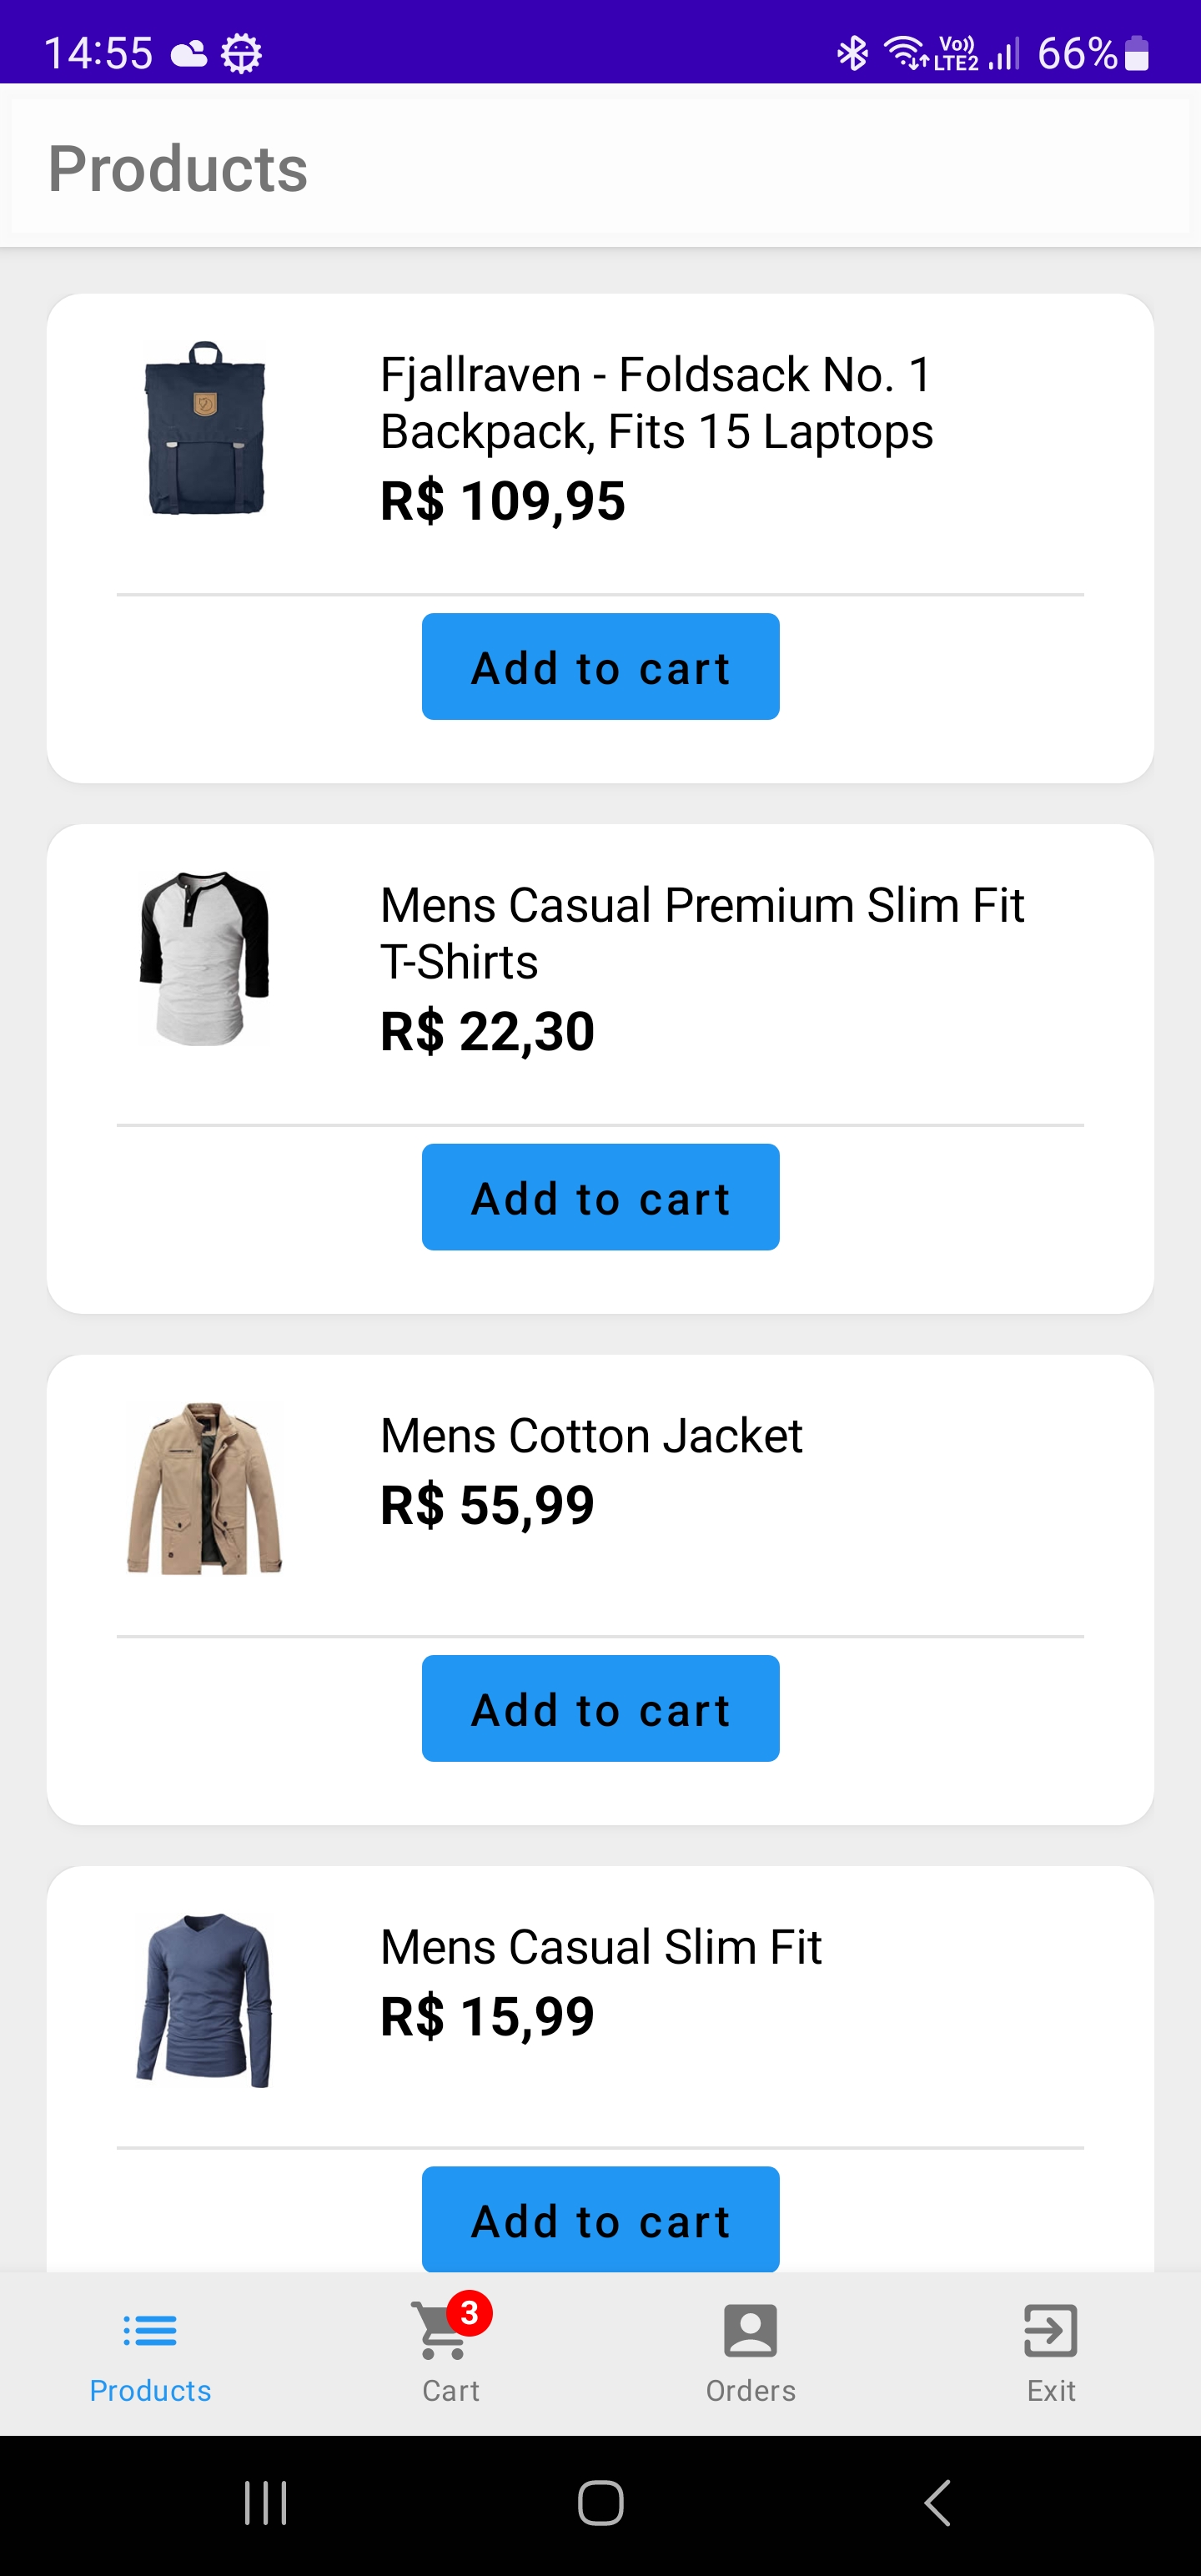 14:55
Vo))
LTE2
66%
Products
Fjallraven - Foldsack No. 1
Backpack, Fits 15 Laptops
R$ 109,95
Add to cart
Mens Casual Premium Slim Fit
T-Shirts
R$ 22,30
Add to cart
Mens Cotton Jacket
R$ 55,99
Add to cart
Mens Casual Slim Fit
R$ 15,99
Add to cart
3
Products
Cart
Orders
Exit